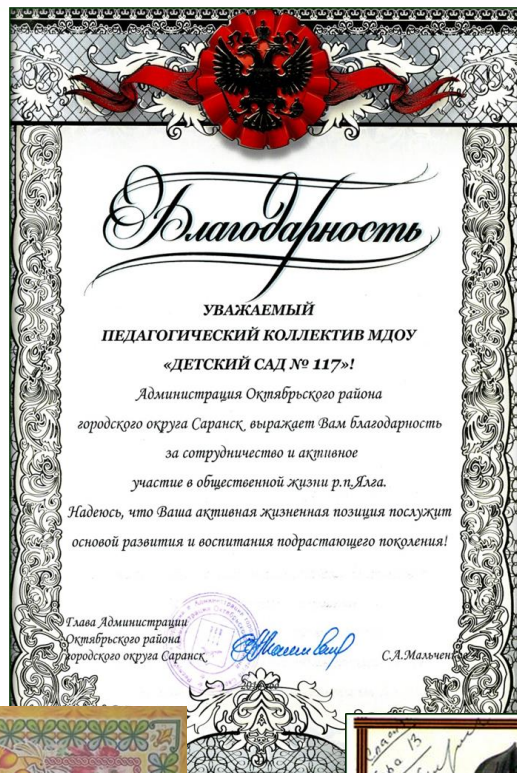 Благодарность
УВАЖАЕМЫЙ
ПЕДАГОГИЧЕСКИЙ КОЛЛЕКТИВ МДОУ
«ДЕТСКИЙ САД № 117»!
Администрация Октябрьского района
городского округа Саранск выражает Вам благодарность
за сотрудничество и активное
участие в общественной жизни р.п.Ялга.
Надеюсь, что Ваша активная жизненная позиция послужит
основой развития и воспитания подрастающего поколения!
Глава Администрации
Октябрьского района
городского округа Саранск
С.А.Мальченков